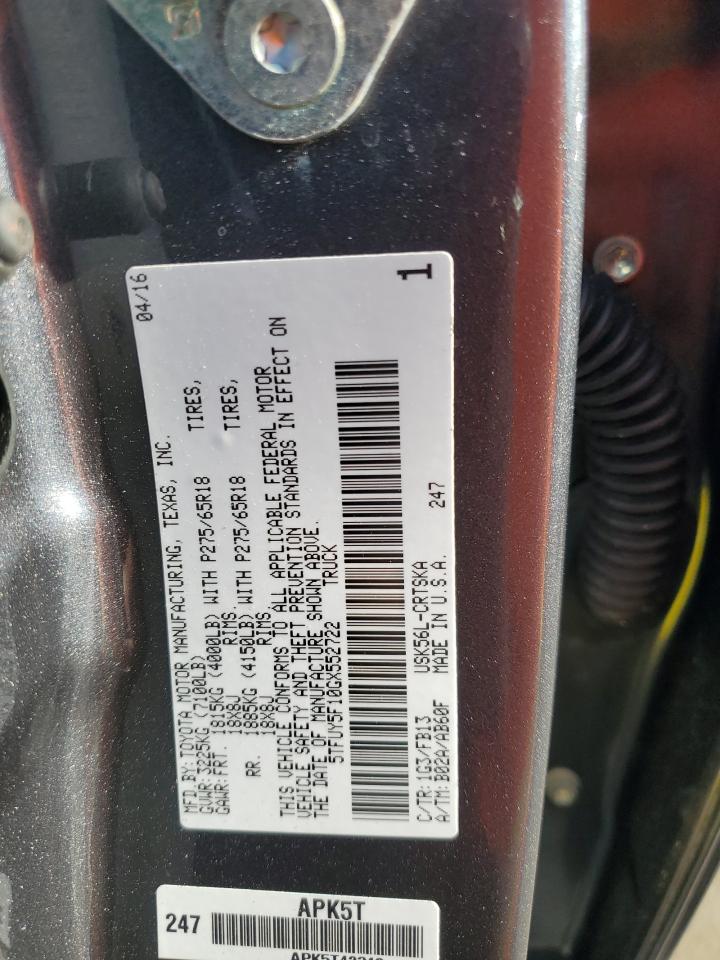 04/16
MFD.BY:TOYOTA MOTOR MANUFACTURING, TEXAS, INC.
GVWR:3225KG (7100LB)
GAWR:FRT. 1815KG (4000LB) WITH P275/65R18 TIRES,
18X8J RIMS.
RR. 1885KG (4150LB) WITH P275/65R18 TIRES,
18X8J RIMS.
THIS VEHICLE CONFORMS TO ALL APPLICABLE FEDERAL MOTOR
VEHICLE SAFETY AND THEFT PREVENTION STANDARDS IN EFFECT ON
THE DATE OF MANUFACTURE SHOWN ABOVE.
5TFUY5F10GX552722 TRUCK
1
USK56L-CRTSKA 247
C/TR:1G3/FB13
A/TM:B02A/AB60F MADE IN U.S.A.
APK5T
247